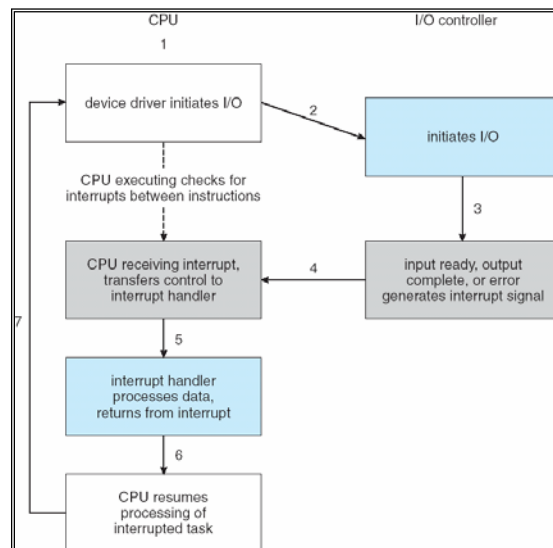 CPU
I/O controller
1
device driver initiates I/O
2
initiates I/O
CPU executing checks for
interrupts between instructions
3
CPU receiving interrupt,
transfers control to
interrupt handler
4
input ready, output
complete, or error
generates interrupt signal
7
5
interrupt handler
processes data,
returns from interrupt
6
CPU resumes
processing of
interrupted task